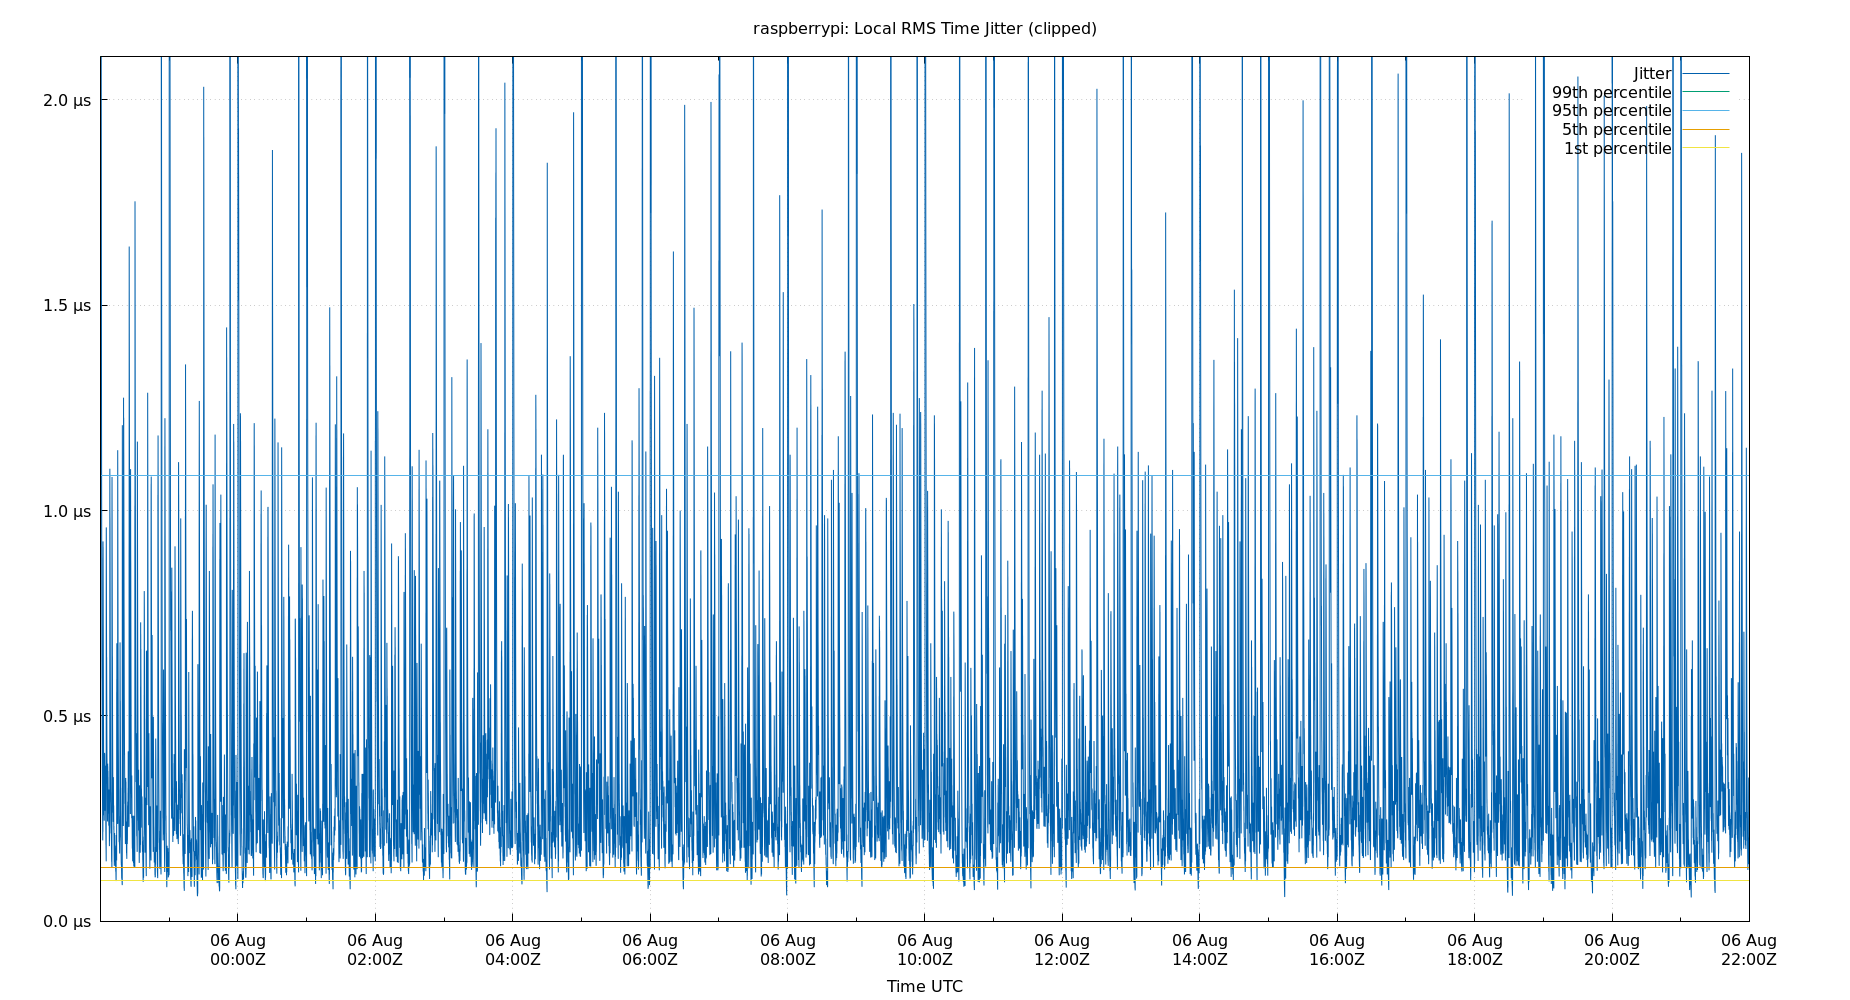 raspberrypi: Local RMS Time Jitter (clipped)
Jitter
99th percentile
95th percentile
5th percentile
1st percentile
2.0 μs
1.5 μs
1.0 μs
0.5 μs
0.0 μs
06 Aug 06 Aug 06 Aug 06 Aug 06 Aug 06 Aug 06 Aug 06 Aug 06 Aug 06 Aug 06 Aug 06 Aug
00:00Z 02:00Z 04:00Z 06:00Z 08:00Z 10:00Z 12:00Z 14:00Z 16:00Z 18:00Z 20:00Z 22:00Z
Time UTC